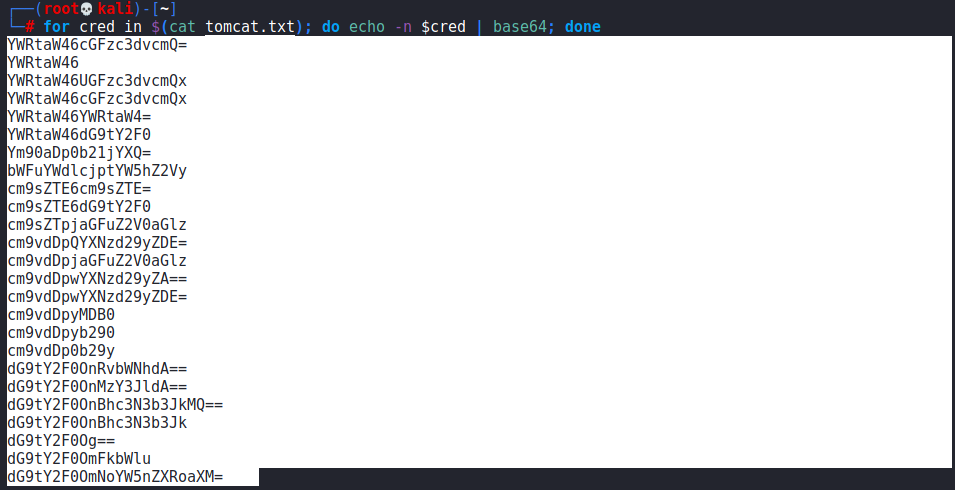 ┌──(root💀kali)-[~]
└─# for cred in $(cat tomcat.txt); do echo -n $cred | base64; done
YWRtaW46cGFzc3dvcmQ=
YWRtaW46
YWRtaW46UGFzc3dvcmQx
YWRtaW46cGFzc3dvcmQx
YWRtaW46YWRtaW4=
YWRtaW46dG9tY2F0
Ym90aDp0b21jYXQ=
bWFuYWdlcjptYW5hZ2Vy
cm9sZTE6cm9sZTE=
cm9sZTE6dG9tY2F0
cm9sZTpjaGFuZ2V0aGlz
cm9vdDpQYXNzd29yZDE=
cm9vdDpjaGFuZ2V0aGlz
cm9vdDpwYXNzd29yZA==
cm9vdDpwYXNzd29yZDE=
cm9vdDpyMDB0
cm9vdDpyb290
cm9vdDp0b29y
dG9tY2F0OnRvbWNhdA==
dG9tY2F0OnMzY3JldA==
dG9tY2F0OnBhc3N3b3JkMQ==
dG9tY2F0OnBhc3N3b3Jk
dG9tY2F0Og==
dG9tY2F0OmFkbWlu
dG9tY2F0OmNoYW5nZXRoaXM=